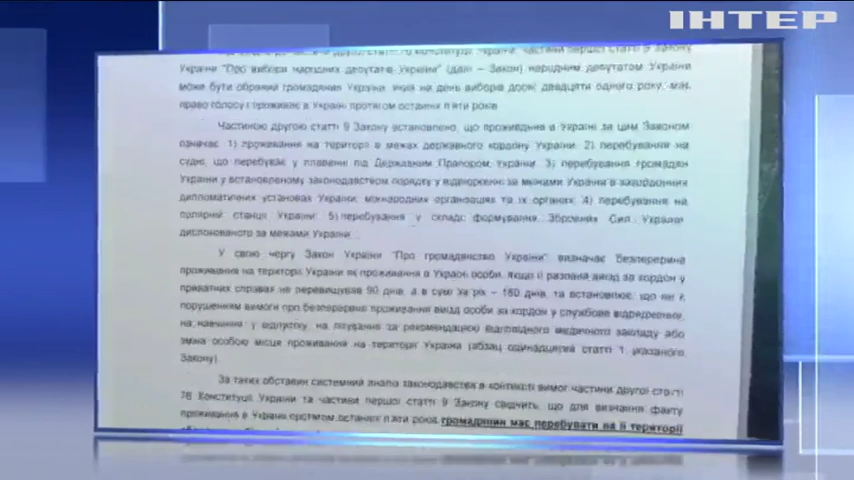 ІНТЕР
України "Про вибори народних депутатів України" (далі – Закон) народним депутатом України
може бути обраний громадянин України, який на день виборів досяг двадцяти одного року, має
право голосу і проживає в Україні протягом останніх п'яти років.
Частиною другою статті 9 Закону встановлено, що проживання в Україні за цим Законом
означає: 1) проживання на території в межах державного кордону України; 2) перебування на
судні, що перебуває у плаванні під Державним Прапором України; 3) перебування громадян
України у встановленому законодавством порядку у відрядженні за межами України в закордонних
дипломатичних установах України, міжнародних організаціях та їх органах; 4) перебування на
полярній станції України; 5) перебування у складі формування Збройних Сил України,
дислокованого за межами України.
У свою чергу Закон України "Про громадянство України" визначає безперервне
проживання на території України як проживання в Україні особи, якщо її разовий виїзд за кордон у
приватних справах не перевищував 90 днів, а в сумі за рік – 180 днів, та встановлює, що не є
порушенням вимоги про безперервне проживання виїзд особи за кордон у службове відрядження,
на навчання, у відпустку, на лікування за рекомендацією відповідного медичного закладу або
зміна особою місця проживання на території України (абзац одинадцятий статті 1 указаного
Закону).
За таких обставин системний аналіз законодавства в контексті вимог частини другої статті
76 Конституції України та частини першої статті 9 Закону свідчить, що для визнання факту
проживання в Україні протягом останніх п'яти років громадянин має перебувати на її території